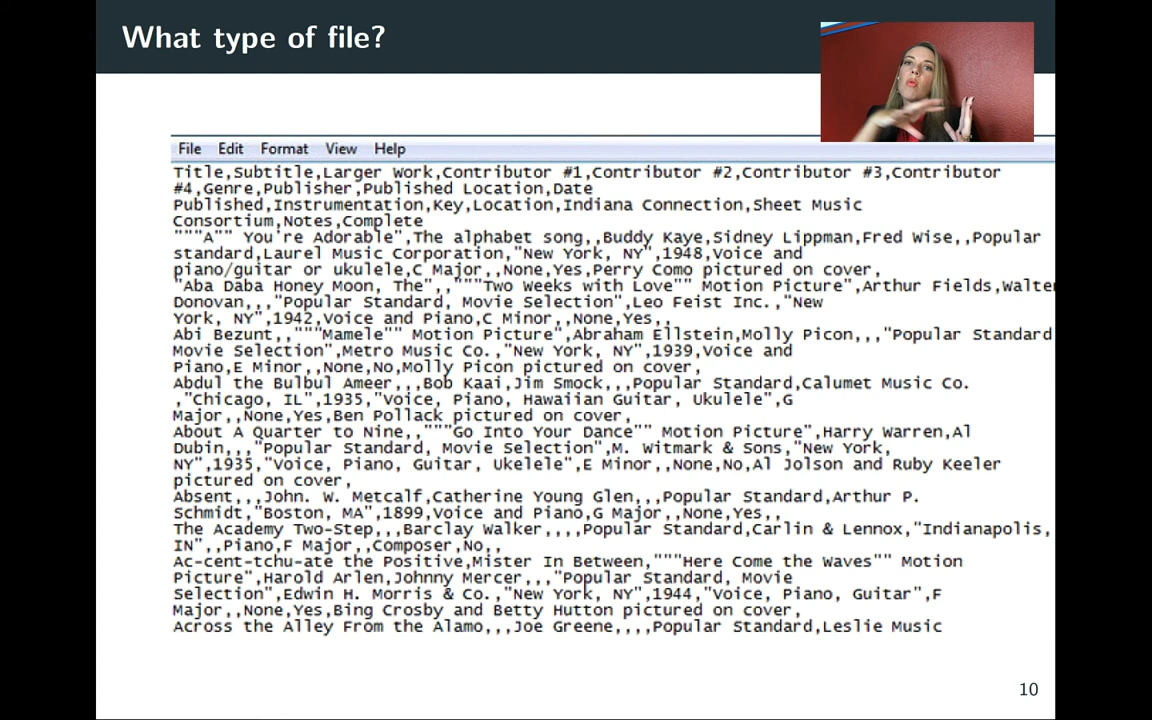 What type of file?
File Edit Format View Help
Title,Subtitle,Larger Work,Contributor #1,Contributor #2,Contributor #3,Contributor
#4,Genre,Publisher,Published Location,Date
Published,Instrumentation,Key,Location,Indiana Connection,Sheet Music
Consortium,Notes,Complete
"""A"" You're Adorable",The alphabet song,,Buddy Kaye,Sidney Lippman,Fred Wise,,Popular
standard,Laurel Music Corporation,"New York, NY",1948,Voice and
piano/guitar or ukulele,C Major,,None,Yes,Perry Como pictured on cover,
"Aba Daba Honey Moon, The",,"""Two Weeks with Love"" Motion Picture",Arthur Fields,Walter
Donovan,,,"Popular Standard, Movie Selection",Leo Feist Inc.,"New
York, NY",1942,Voice and Piano,C Minor,,None,Yes,,
Abi Bezunt,,"""Mamele"" Motion Picture",Abraham Ellstein,Molly Picon,,,"Popular Standard
Movie Selection",Metro Music Co.,"New York, NY",1939,Voice and
Piano,E Minor,,None,No,Molly Picon pictured on cover,
Abdul the Bulbul Ameer,,,Bob Kaai,Jim Smock,,,Popular Standard,Calumet Music Co.
,"Chicago, IL",1935,"Voice, Piano, Hawaiian Guitar, Ukulele",G
Major,,None,Yes,Ben Pollack pictured on cover,
About A Quarter to Nine,,"""Go Into Your Dance"" Motion Picture",Harry Warren,Al
Dubin,,,"Popular Standard, Movie Selection",M. Witmark & Sons,"New York,
NY",1935,"Voice, Piano, Guitar, Ukelele",E Minor,,None,No,Al Jolson and Ruby Keeler
pictured on cover,
Absent,,,John. W. Metcalf,Catherine Young Glen,,,Popular Standard,Arthur P.
Schmidt,"Boston, MA",1899,Voice and Piano,G Major,,None,Yes,,
The Academy Two-Step,,,Barclay Walker,,,,Popular Standard,Carlin & Lennox,"Indianapolis,
IN",,Piano,F Major,,Composer,No,,
Ac-cent-tchu-ate the Positive,Mister In Between,"""Here Come the Waves"" Motion
Picture",Harold Arlen,Johnny Mercer,,,"Popular Standard, Movie
Selection",Edwin H. Morris & Co.,"New York, NY",1944,"Voice, Piano, Guitar",F
Major,,None,Yes,Bing Crosby and Betty Hutton pictured on cover,
Across the Alley From the Alamo,,,Joe Greene,,,,Popular Standard,Leslie Music
10